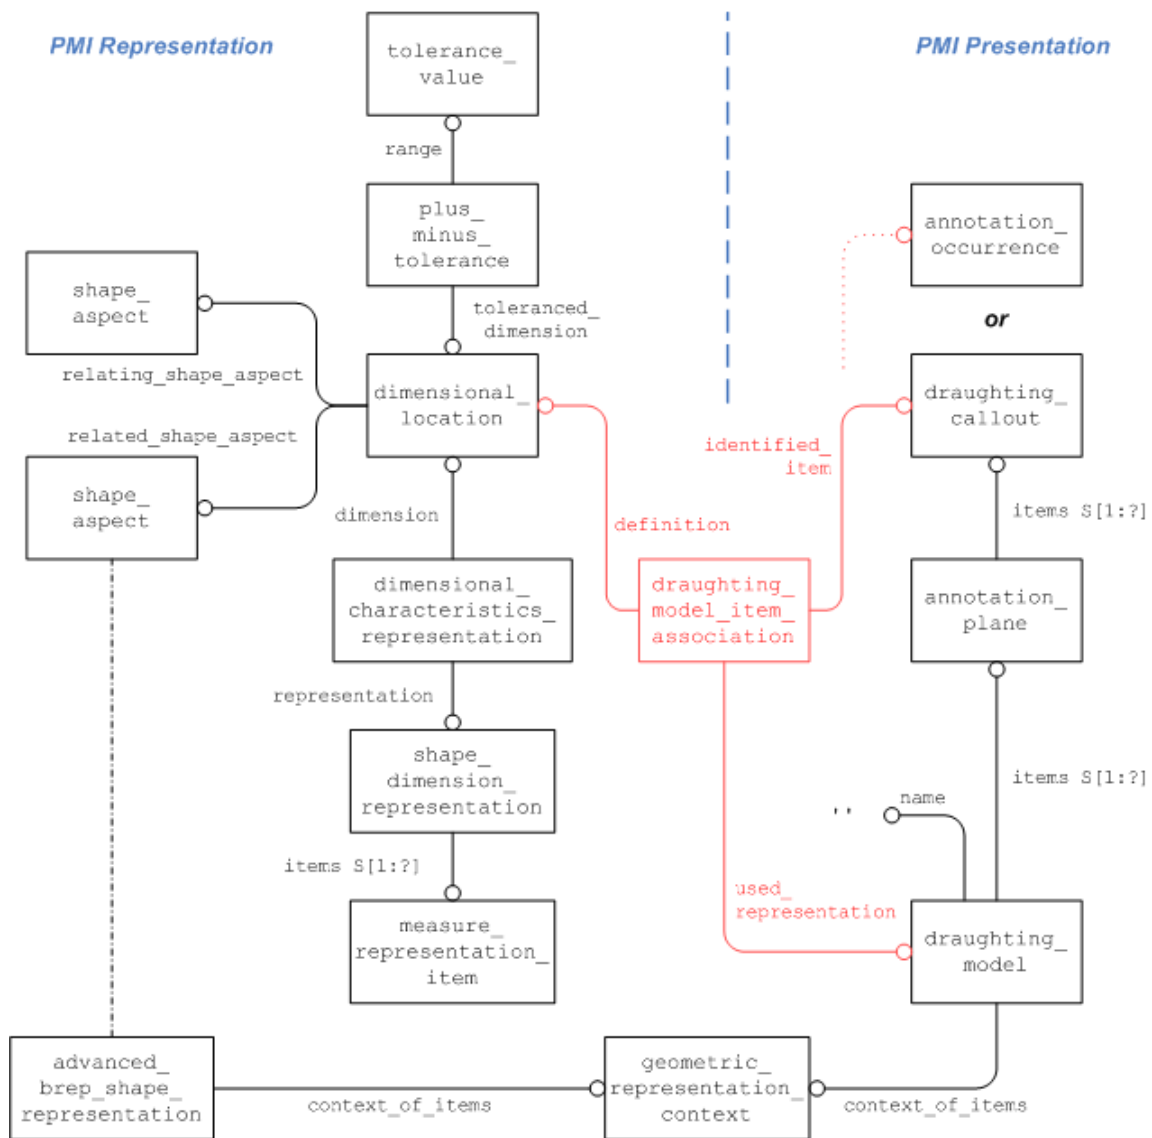 PMI Representation
PMI Presentation
tolerance_
value
range
plus_
minus_
tolerance
annotation_
occurrence
shape_
aspect
toleranced_
dimension
or
relating_shape_aspect
dimensional_
location
draughting_
callout
related_shape_aspect
identified_
item
shape_
aspect
dimension
definition
items S[1:?]
dimensional_
characteristics_
representation
draughting_
model_item_
association
annotation_
plane
representation
shape_
dimension_
representation
items S[1:?]
' '
name
items S[1:?]
used_
representation
measure_
representation_
item
draughting_
model
advanced_
brep_shape_
representation
context_of_items
geometric_
representation_
context
context_of_items